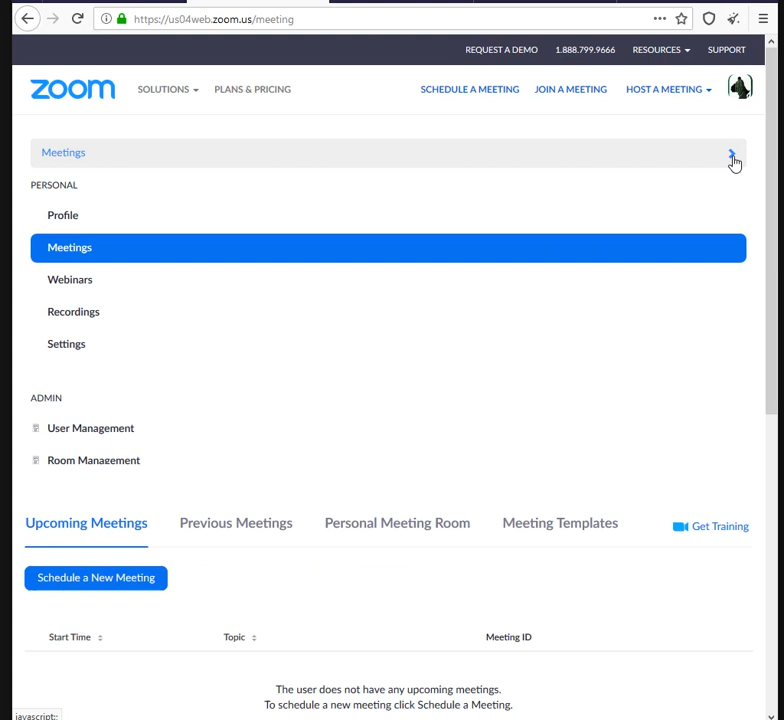 https://us04web.zoom.us/meeting
REQUEST A DEMO 1.888.799.9666 RESOURCES SUPPORT
zoom SOLUTIONS PLANS & PRICING SCHEDULE A MEETING JOIN A MEETING HOST A MEETING
Meetings
PERSONAL
Profile
Meetings
Webinars
Recordings
Settings
ADMIN
User Management
Room Management
Upcoming Meetings Previous Meetings Personal Meeting Room Meeting Templates Get Training
Schedule a New Meeting
Start Time Topic Meeting ID
The user does not have any upcoming meetings.
To schedule a new meeting click Schedule a Meeting.
javascript:;